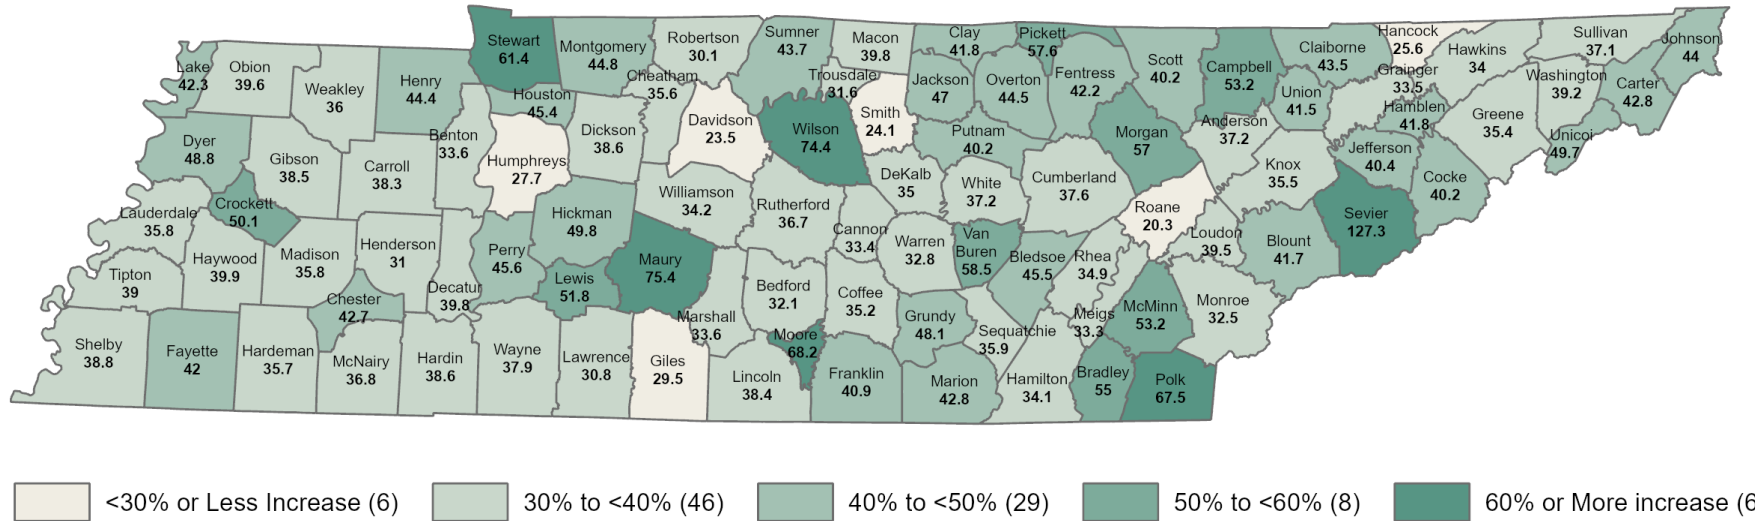 Stewart
61.4
Montgomery
44.8
Robertson
30.1
Sumner
43.7
Macon
39.8
Clay
41.8
Pickett
57.6
Scott
40.2
Campbell
53.2
Claiborne
43.5
Hancock
25.6
Hawkins
34
Sullivan
37.1
Johnson
44
Lake
42.3
Obion
39.6
Weakley
36
Henry
44.4
Houston
45.4
Cheatham
35.6
Trousdale
31.6
Jackson
47
Overton
44.5
Fentress
42.2
Union
41.5
Grainger
33.5
Hamblen
41.8
Washington
39.2
Carter
42.8
Dyer
48.8
Gibson
38.5
Carroll
38.3
Benton
33.6
Humphreys
27.7
Dickson
38.6
Davidson
23.5
Wilson
74.4
Smith
24.1
Putnam
40.2
Morgan
57
Anderson
37.2
Knox
35.5
Jefferson
40.4
Cocke
40.2
Greene
35.4
Unicoi
49.7
Crockett
50.1
Lauderdale
35.8
Haywood
39.9
Madison
35.8
Henderson
31
Decatur
39.8
Perry
45.6
Hickman
49.8
Lewis
51.8
Maury
75.4
Williamson
34.2
Rutherford
36.7
Cannon
33.4
DeKalb
35
White
37.2
Cumberland
37.6
Roane
20.3
Loudon
39.5
Blount
41.7
Sevier
127.3
Tipton
39
Chester
42.7
Marshall
33.6
Bedford
32.1
Coffee
35.2
Warren
32.8
Van
Buren
58.5
Bledsoe
45.5
Rhea
34.9
Meigs
33.3
McMinn
53.2
Monroe
32.5
Shelby
38.8
Fayette
42
Hardeman
35.7
McNairy
36.8
Hardin
38.6
Wayne
37.9
Lawrence
30.8
Giles
29.5
Lincoln
38.4
Moore
68.2
Franklin
40.9
Grundy
48.1
Sequatchie
35.9
Marion
42.8
Hamilton
34.1
Bradley
55
Polk
67.5
<30% or Less Increase (6)
30% to <40% (46)
40% to <50% (29)
50% to <60% (8)
60% or More increase (6